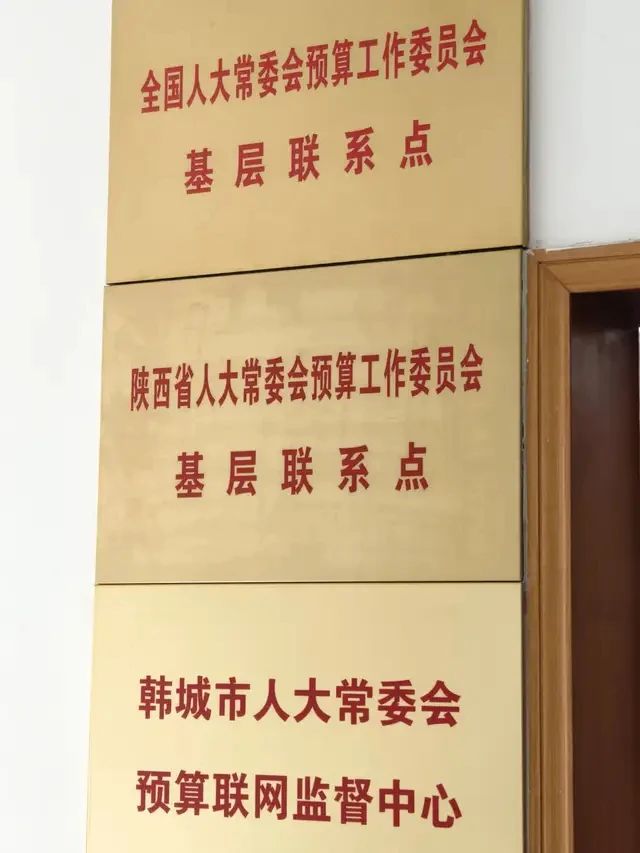 全国人大常委会预算工作委员会
基层联系点
陕西省人大常委会预算工作委员会
基层联系点
韩城市人大常委会
预算联网监督中心